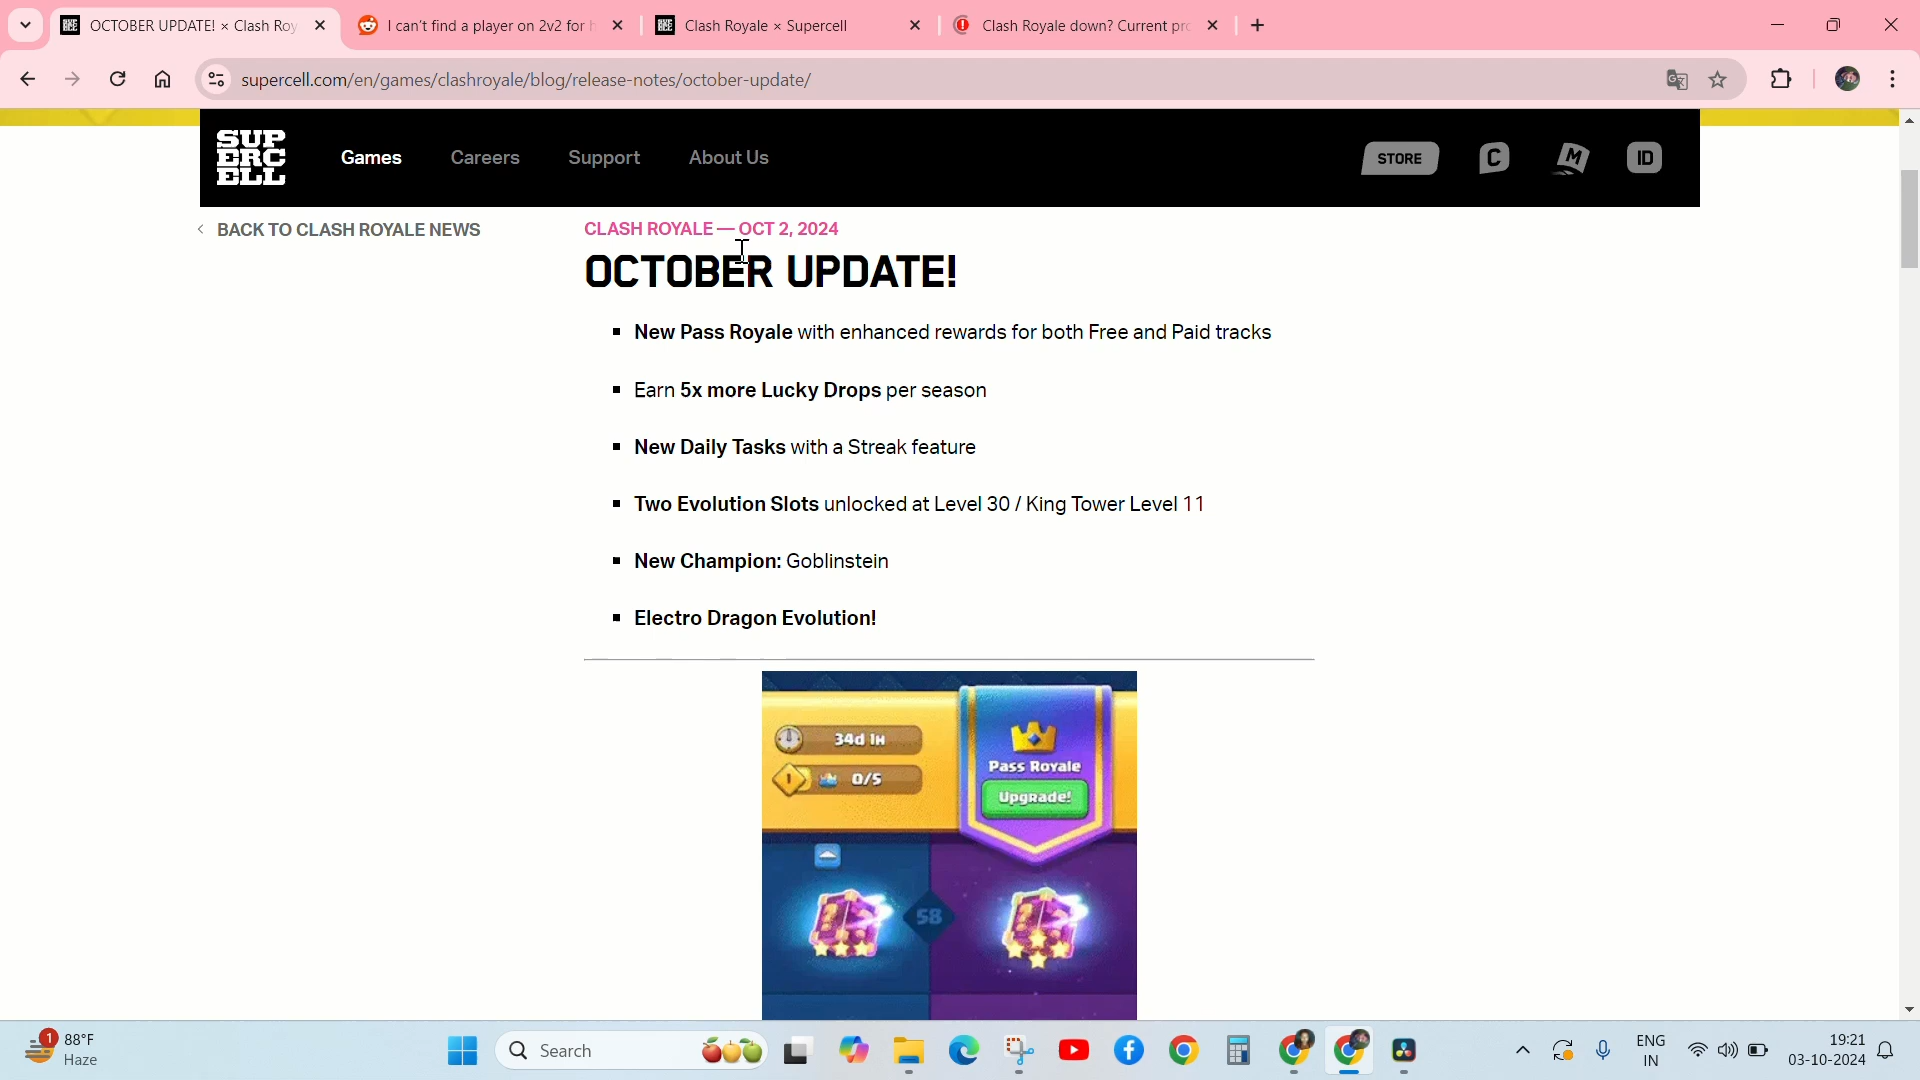 OCTOBER UPDATE! × Clash Roy
I can't find a player on 2v2 for h
Clash Royale × Supercell
Clash Royale down? Current pro
supercell.com/en/games/clashroyale/blog/release-notes/october-update/
SUP
ERC
ELL
Games
Careers
Support
About Us
STORE
C
M
ID
BACK TO CLASH ROYALE NEWS
CLASH ROYALE — OCT 2, 2024
OCTOBER UPDATE!
New Pass Royale with enhanced rewards for both Free and Paid tracks
Earn 5x more Lucky Drops per season
New Daily Tasks with a Streak feature
Two Evolution Slots unlocked at Level 30 / King Tower Level 11
New Champion: Goblinstein
Electro Dragon Evolution!
34d 1H
1
0/5
Pass Royale
Upgrade!
58
1
88°F
Haze
Search
ENG
IN
19:21
03-10-2024